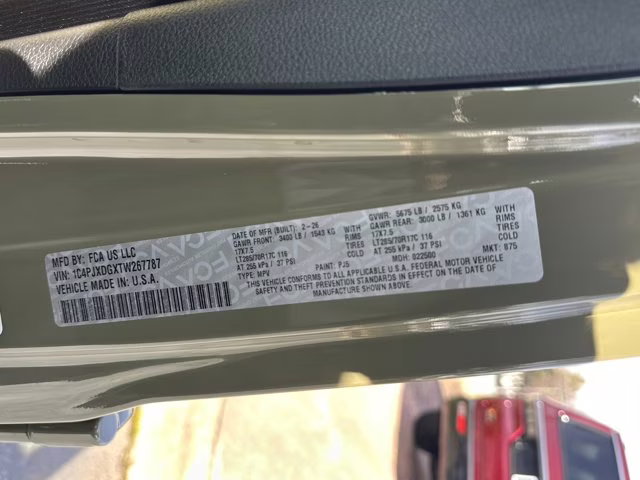 MFD BY: FCA US LLC
DATE OF MFR (BUILT): 2-26
GVWR: 5675 LB / 2575 KG
GAWR FRONT: 3400 LB / 1543 KG WITH
GAWR REAR: 3000 LB / 1361 KG WITH
17X7.5 RIMS
17X7.5 RIMS
LT285/70R17C 116 TIRES
LT285/70R17C 116 TIRES
AT 255 kPa / 37 PSI COLD
AT 255 kPa / 37 PSI COLD
VIN: 1C4PJXDGXTW267787
VEHICLE MADE IN U.S.A.
TYPE: MPV
PJ5
MDH: 022500
MKT: 875
THIS VEHICLE CONFORMS TO ALL APPLICABLE U.S.A. FEDERAL MOTOR VEHICLE
SAFETY AND THEFT PREVENTION STANDARDS IN EFFECT ON THE DATE OF MFR SHOWN ABOVE.